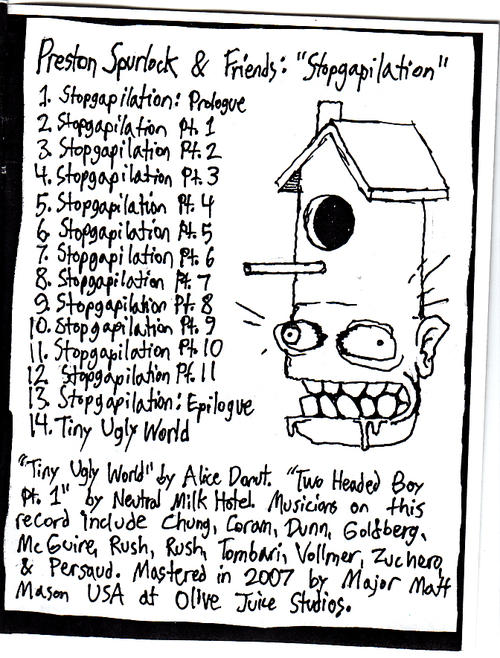 Preston Spurlock & Friends: "Stopgapilation"
1. Stopgapilation: Prologue
2. Stopgapilation Pt. 1
3. Stopgapilation Pt. 2
4. Stopgapilation Pt. 3
5. Stopgapilation Pt. 4
6. Stopgapilation Pt. 5
7. Stopgapilation Pt. 6
8. Stopgapilation Pt. 7
9. Stopgapilation Pt. 8
10. Stopgapilation Pt. 9
11. Stopgapilation Pt. 10
12. Stopgapilation Pt. 11
13. Stopgapilation: Epilogue
14. Tiny Ugly World
"Tiny Ugly World" by Alice Donut. "Two Headed Boy
Pt. 1" by Neutral Milk Hotel. Musicians on this
record include Chung, Coram, Dunn, Goldberg,
McGuire, Rush, Rush, Tombari, Vollmer, Zuchero,
& Persaud. Mastered in 2007 by Major Matt
Mason USA at Olive Juice Studios.